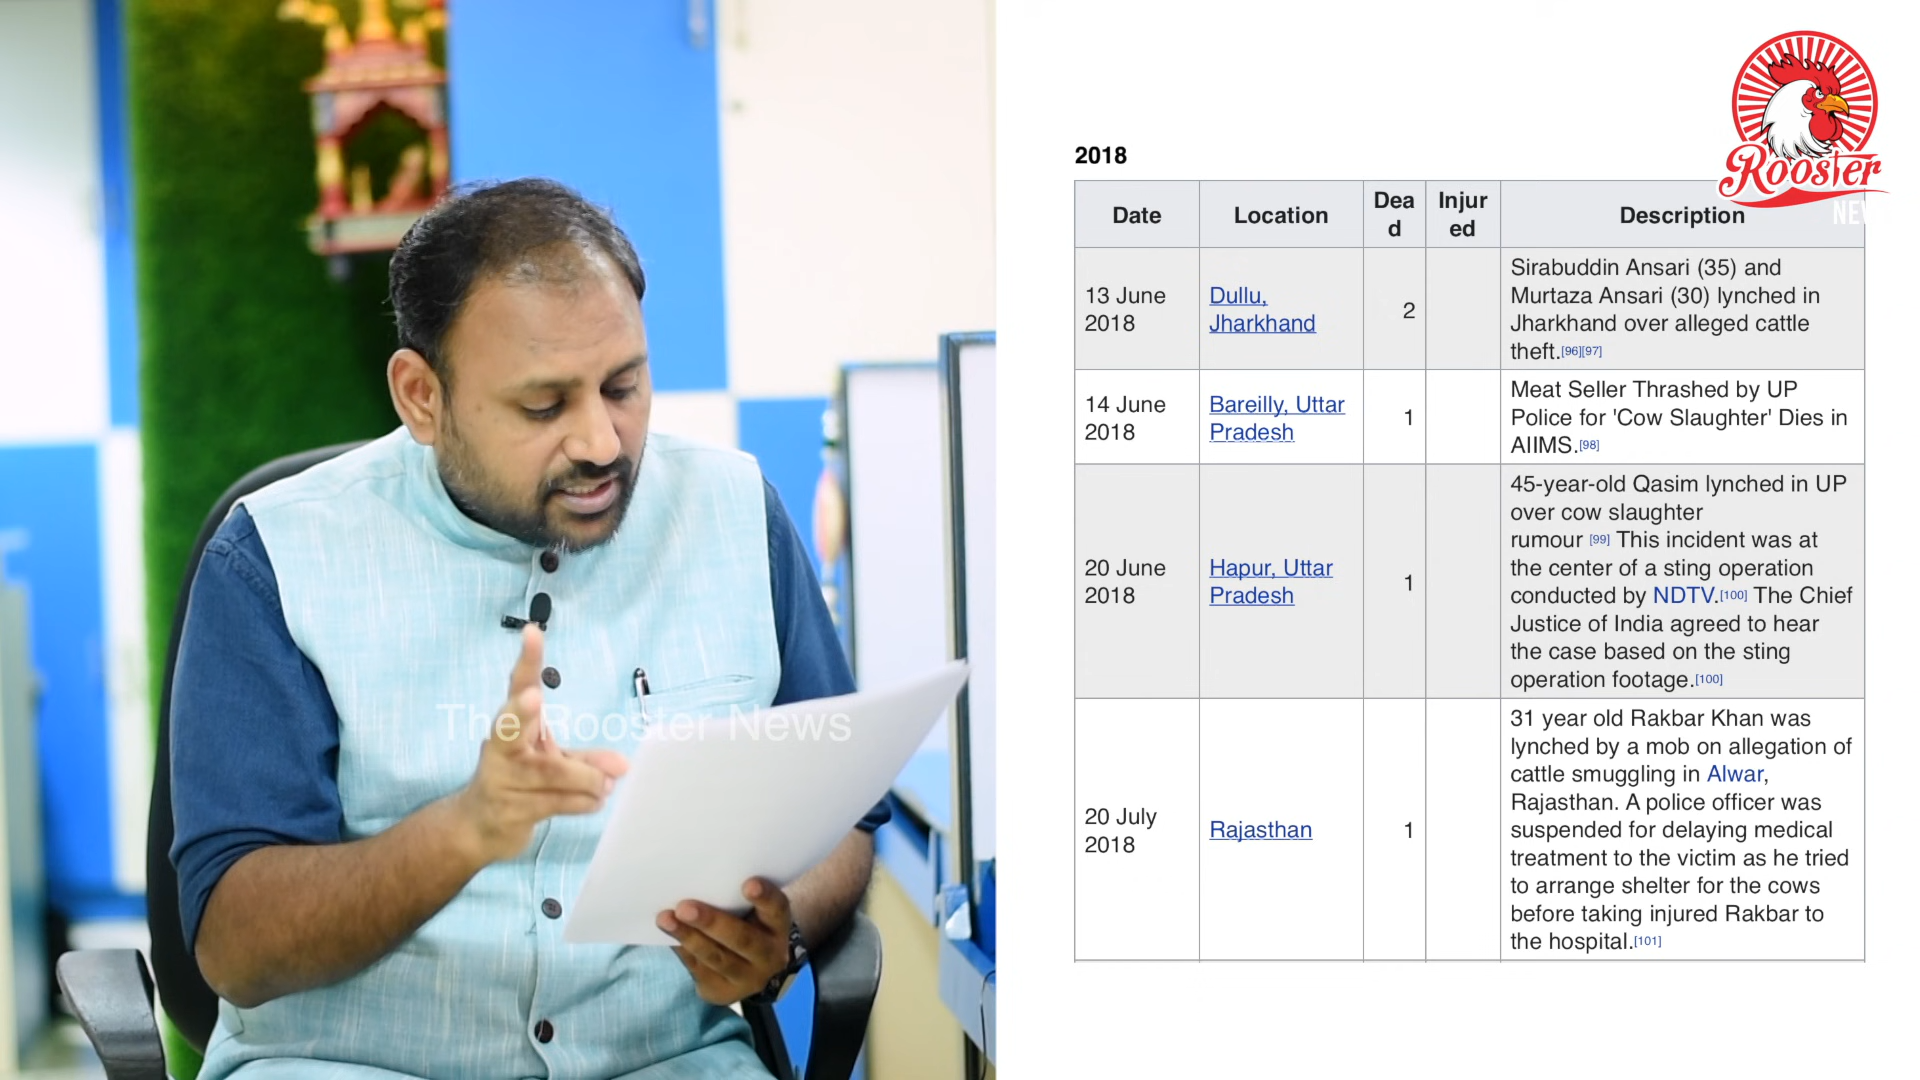 Rooster
NEW
2018
Date
Location
Dea
d
Injur
ed
Description
13 June
2018
Dullu,
Jharkhand
2
Sirabuddin Ansari (35) and
Murtaza Ansari (30) lynched in
Jharkhand over alleged cattle
theft.[96][97]
14 June
2018
Bareilly, Uttar
Pradesh
1
Meat Seller Thrashed by UP
Police for 'Cow Slaughter' Dies in
AIIMS.[98]
20 June
2018
Hapur, Uttar
Pradesh
1
45-year-old Qasim lynched in UP
over cow slaughter
rumour [99] This incident was at
the center of a sting operation
conducted by NDTV.[100] The Chief
Justice of India agreed to hear
the case based on the sting
operation footage.[100]
20 July
2018
Rajasthan
1
31 year old Rakbar Khan was
lynched by a mob on allegation of
cattle smuggling in Alwar,
Rajasthan. A police officer was
suspended for delaying medical
treatment to the victim as he tried
to arrange shelter for the cows
before taking injured Rakbar to
the hospital.[101]
The Rooster News